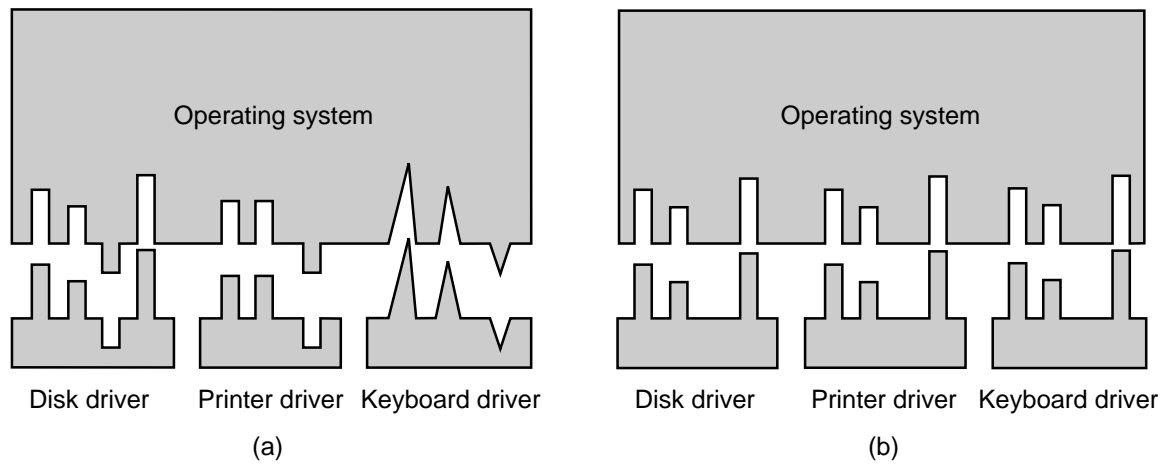 Operating system
Disk driver
Printer driver
Keyboard driver
(a)
Operating system
Disk driver
Printer driver
Keyboard driver
(b)